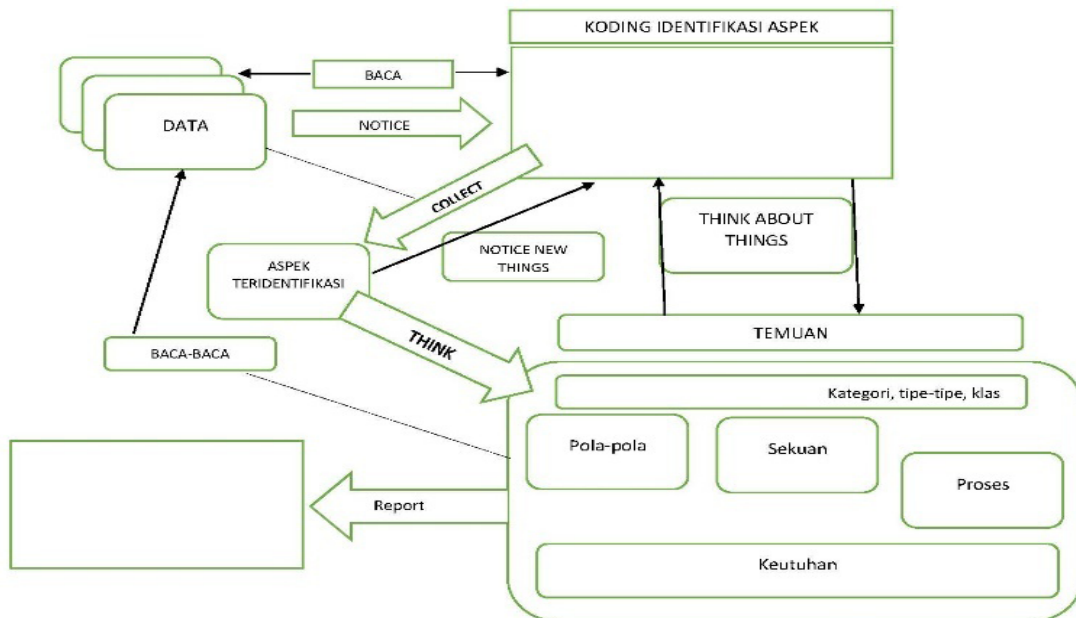 KODING IDENTIFIKASI ASPEK
BACA
DATA
NOTICE
COLLECT
THINK ABOUT
THINGS
NOTICE NEW
THINGS
ASPEK
TERIDENTIFIKASI
THINK
TEMUAN
BACA-BACA
Kategori, tipe-tipe, klas
Pola-pola
Sekuan
Proses
Report
Keutuhan